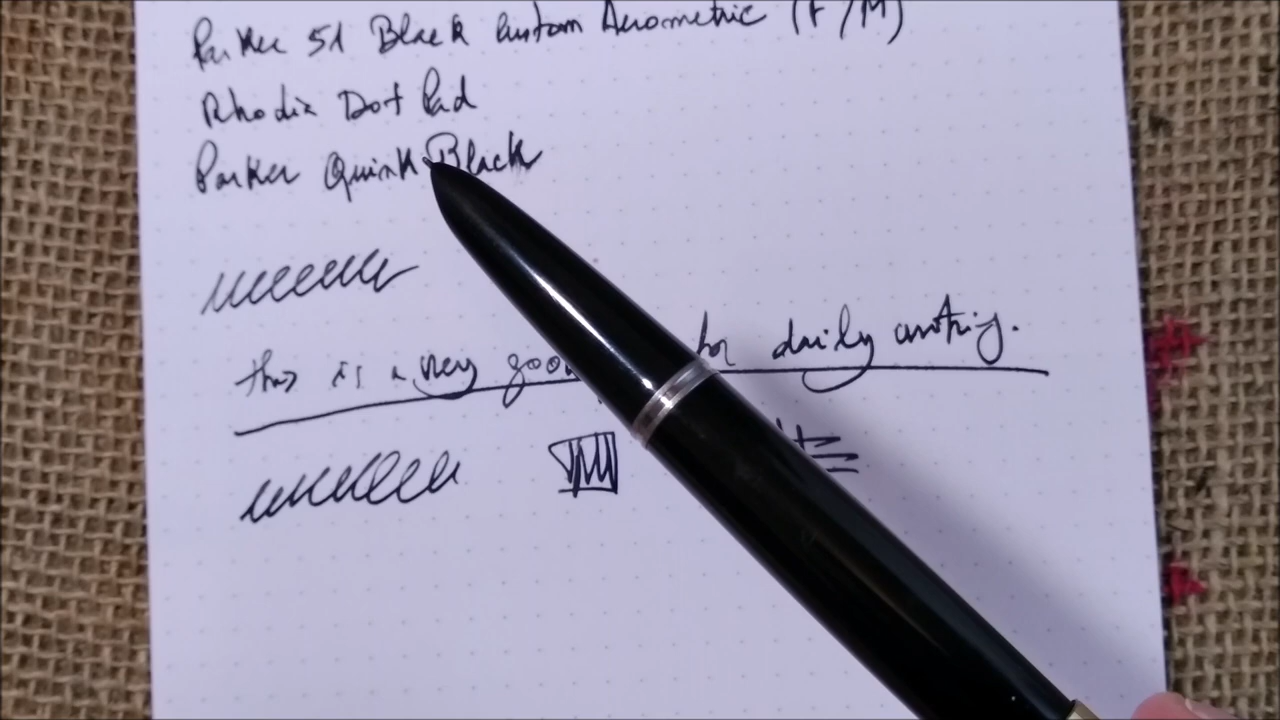 Parker 51 Black Custom Aerometric (F/M)
Rhodia Dot Pad
Parker Quink Black
this is a very good for daily writing.